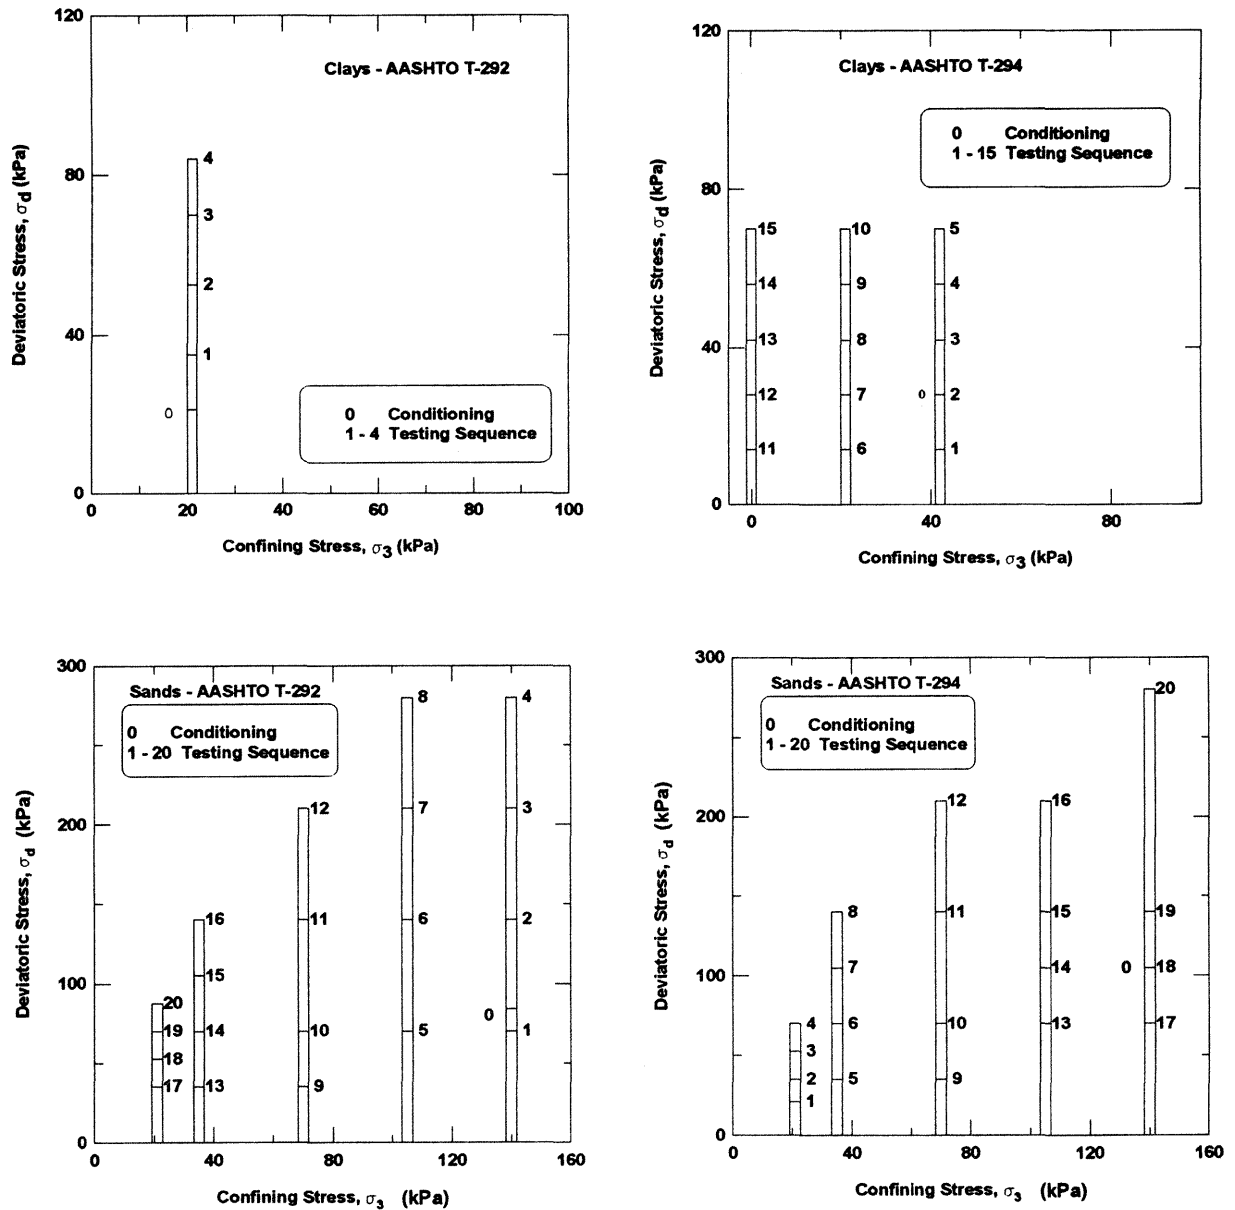 Clays - AASHTO T-292
120
80
40
0
Deviatoric Stress, σd (kPa)
4
3
2
1
0
0 Conditioning
1 - 4 Testing Sequence
0 20 40 60 80 100
Confining Stress, σ3 (kPa)
Clays - AASHTO T-294
0 Conditioning
1 - 15 Testing Sequence
120
80
40
0
Deviatoric Stress, σd (kPa)
15 10 5
14 9 4
13 8 3
12 7 0 2
11 6 1
0 40 80
Confining Stress, σ3 (kPa)
Sands - AASHTO T-292
0 Conditioning
1 - 20 Testing Sequence
300
200
100
0
Deviatoric Stress, σd (kPa)
8 4
12 7 3
16 11 6 2
15
20 0
19 14 10 5 1
18
17 13 9
0 40 80 120 160
Confining Stress, σ3 (kPa)
Sands - AASHTO T-294
0 Conditioning
1 - 20 Testing Sequence
300
200
100
0
Deviatoric Stress, σd (kPa)
20
12 16
8 11 15 19
7 14 0 18
4 6 10 13 17
3
2 5 9
1
0 40 80 120 160
Confining Stress, σ3 (kPa)